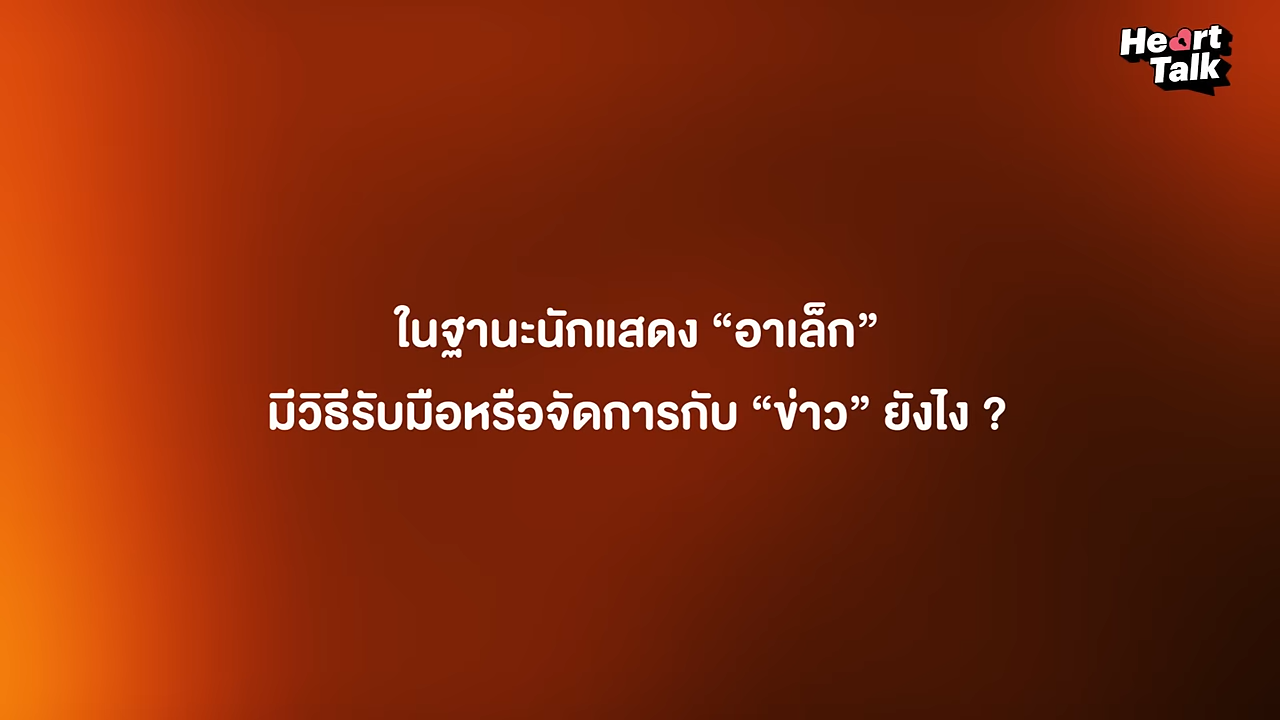 Heart
Talk
ในฐานะนักแสดง “อาเล็ก”
มีวิธีรับมือหรือจัดการกับ “ข่าว” ยังไง ?